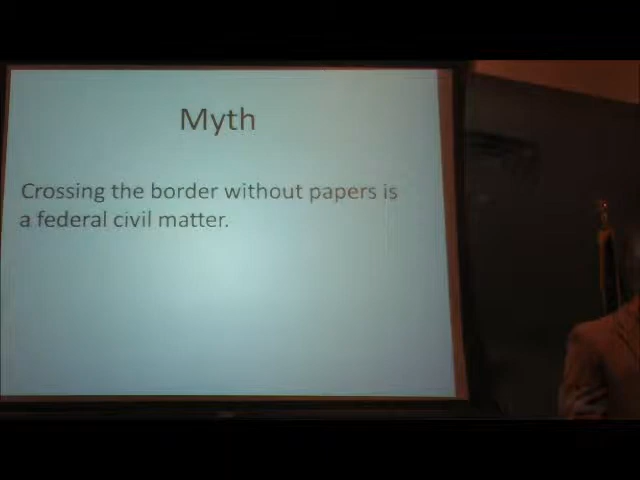 Myth
Crossing the border without papers is
a federal civil matter.